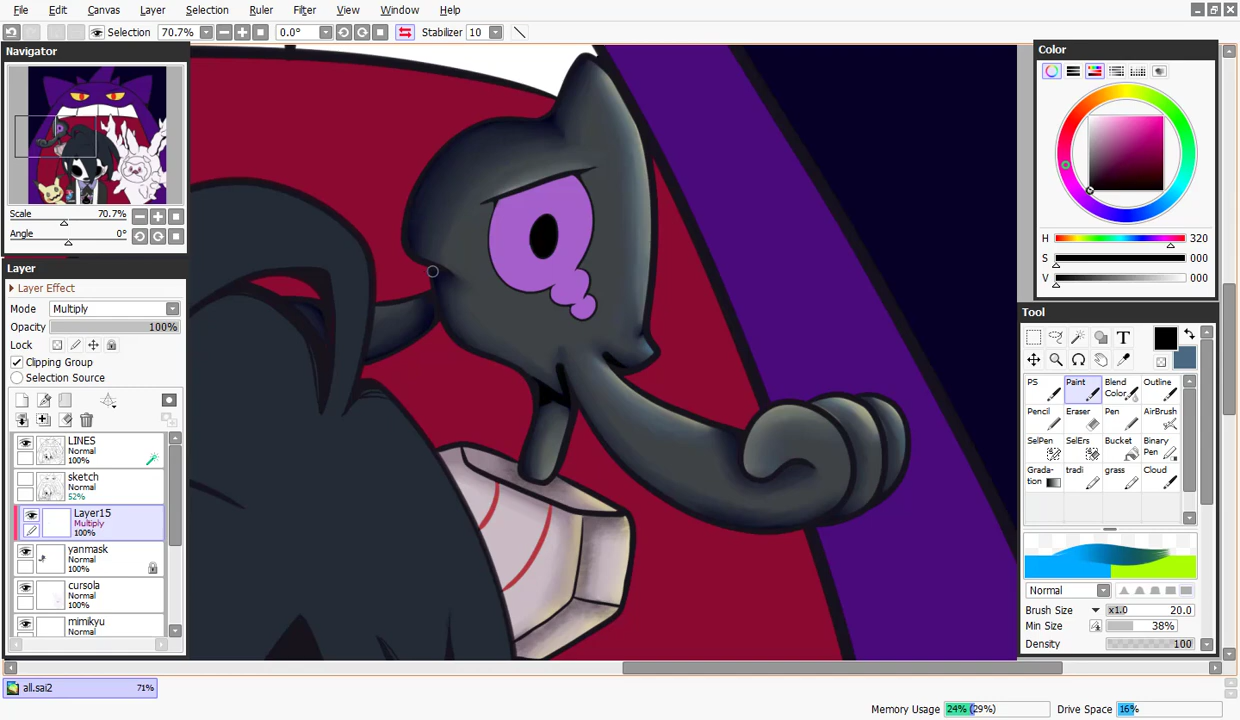 File Edit Canvas Layer Selection Ruler Filter View Window Help
Selection 70.7% 0.0° Stabilizer 10
Navigator
Scale 70.7%
Angle 0°
Layer
Layer Effect
Mode Multiply
Opacity 100%
Lock
Clipping Group
Selection Source
LINES
Normal
100%
sketch
Normal
52%
Layer15
Multiply
100%
yanmask
Normal
100%
cursola
Normal
100%
mimikyu
Normal
Color
H 320
S 000
V 000
Tool
T
PS Paint Blend Color Outline
Pencil Eraser Pen AirBrush
SelPen SelErs Bucket Binary Pen
Grada-tion tradi grass Cloud
Normal
Brush Size x1.0 20.0
Min Size 38%
Density 100
all.sai2 71%
Memory Usage 24% (29%) Drive Space 16%